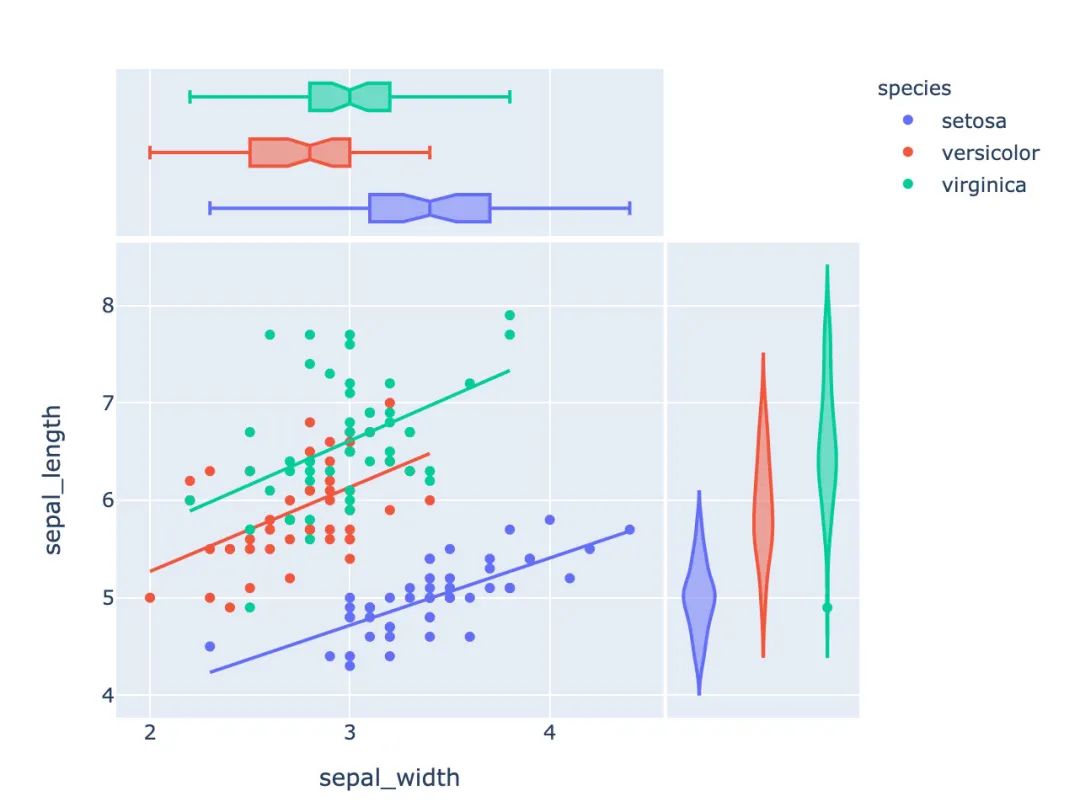 species
setosa
versicolor
virginica
8
7
6
5
4
sepal_length
2 3 4
sepal_width